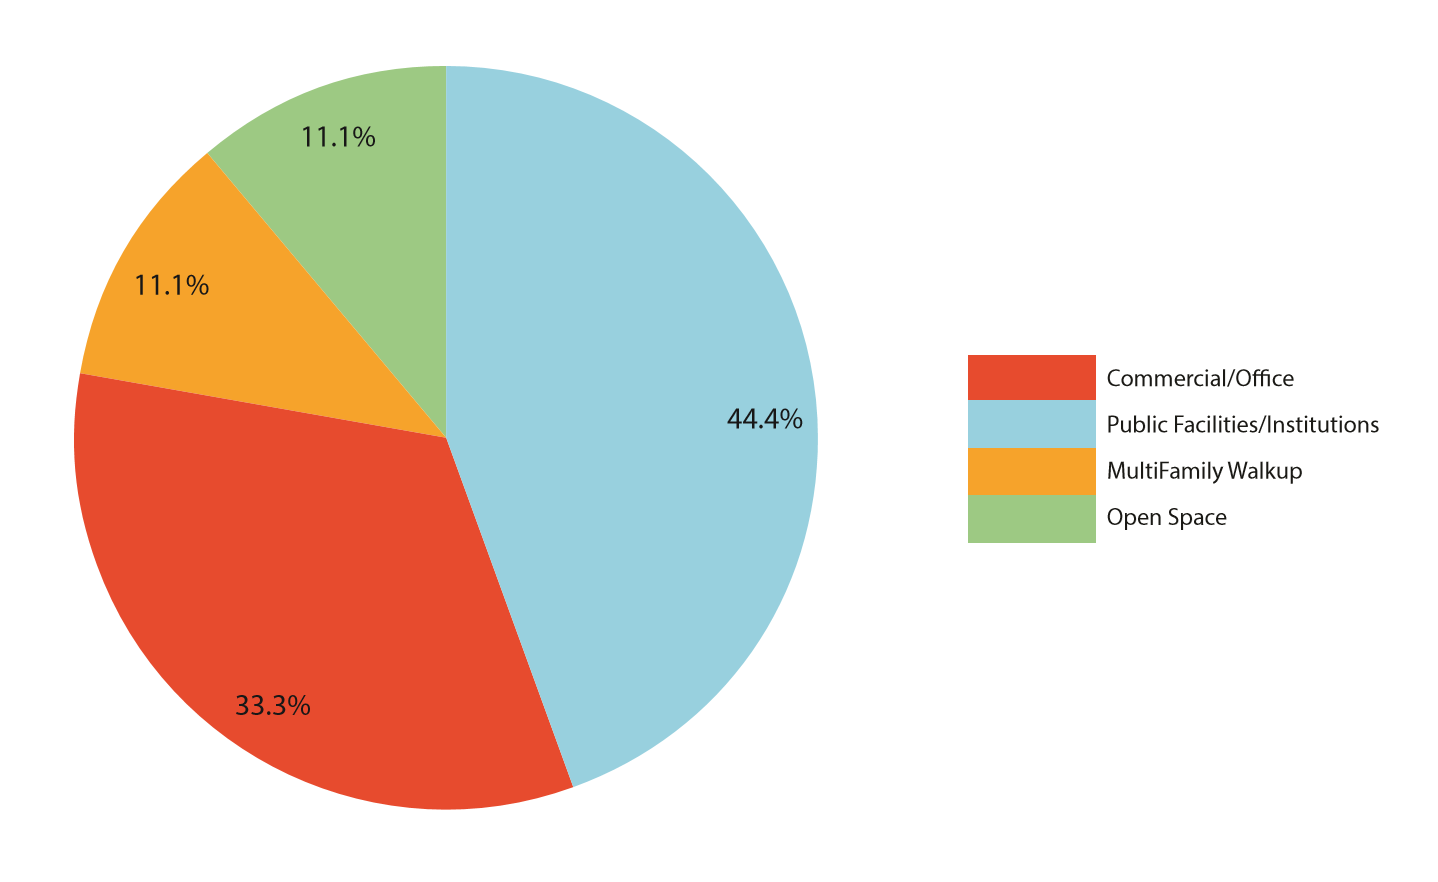 11.1%
11.1%
44.4%
33.3%
Commercial/Office
Public Facilities/Institutions
MultiFamily Walkup
Open Space